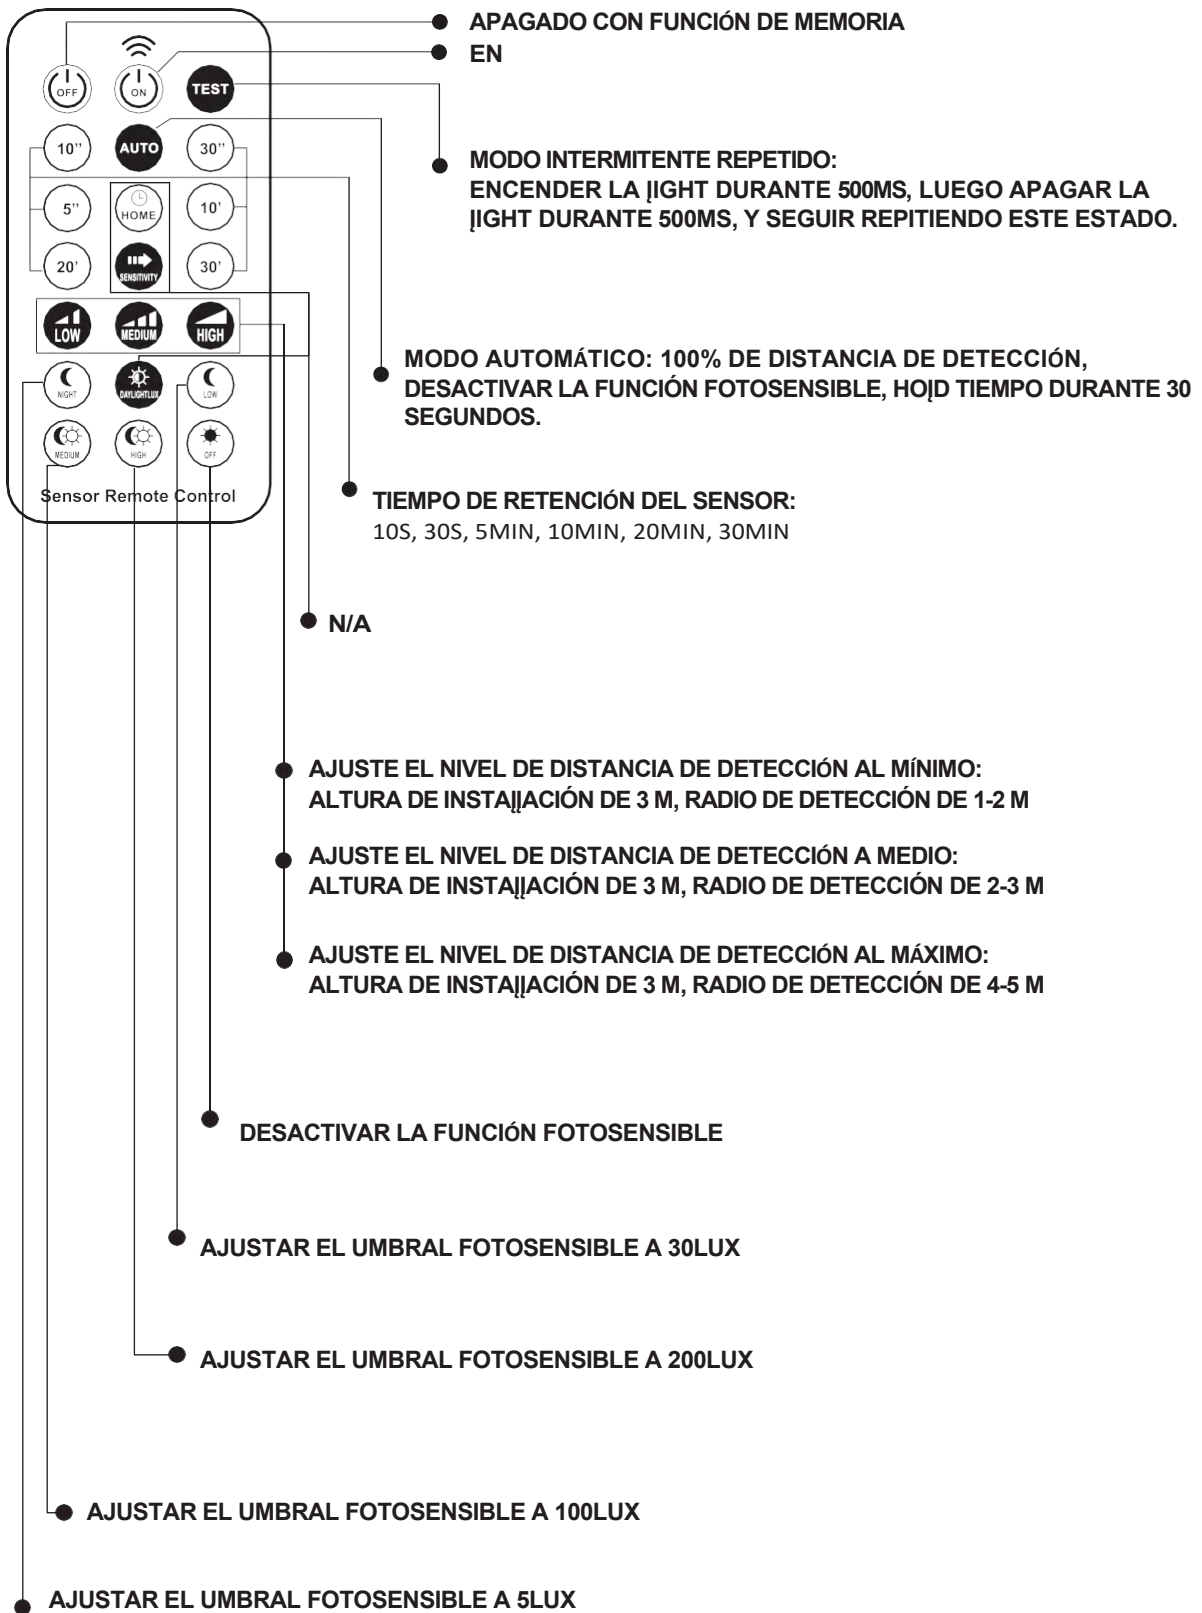 APAGADO CON FUNCIÓN DE MEMORIA
EN
OFF
ON
TEST
10''
AUTO
30''
5''
HOME
10'
20'
SENSITIVITY
30'
LOW
MEDIUM
HIGH
NIGHT
DAYLIGHTLUX
LOW
MEDIUM
HIGH
OFF
Sensor Remote Control
MODO INTERMITENTE REPETIDO:
ENCENDER LA ĮIGHT DURANTE 500MS, LUEGO APAGAR LA
ĮIGHT DURANTE 500MS, Y SEGUIR REPITIENDO ESTE ESTADO.
MODO AUTOMÁTICO: 100% DE DISTANCIA DE DETECCIÓN,
DESACTIVAR LA FUNCIÓN FOTOSENSIBLE, HOĮD TIEMPO DURANTE 30
SEGUNDOS.
TIEMPO DE RETENCIÓN DEL SENSOR:
10S, 30S, 5MIN, 10MIN, 20MIN, 30MIN
N/A
AJUSTE EL NIVEL DE DISTANCIA DE DETECCIÓN AL MÍNIMO:
ALTURA DE INSTAĮĮACIÓN DE 3 M, RADIO DE DETECCIÓN DE 1-2 M
AJUSTE EL NIVEL DE DISTANCIA DE DETECCIÓN A MEDIO:
ALTURA DE INSTAĮĮACIÓN DE 3 M, RADIO DE DETECCIÓN DE 2-3 M
AJUSTE EL NIVEL DE DISTANCIA DE DETECCIÓN AL MÁXIMO:
ALTURA DE INSTAĮĮACIÓN DE 3 M, RADIO DE DETECCIÓN DE 4-5 M
DESACTIVAR LA FUNCIÓN FOTOSENSIBLE
AJUSTAR EL UMBRAL FOTOSENSIBLE A 30LUX
AJUSTAR EL UMBRAL FOTOSENSIBLE A 200LUX
AJUSTAR EL UMBRAL FOTOSENSIBLE A 100LUX
AJUSTAR EL UMBRAL FOTOSENSIBLE A 5LUX